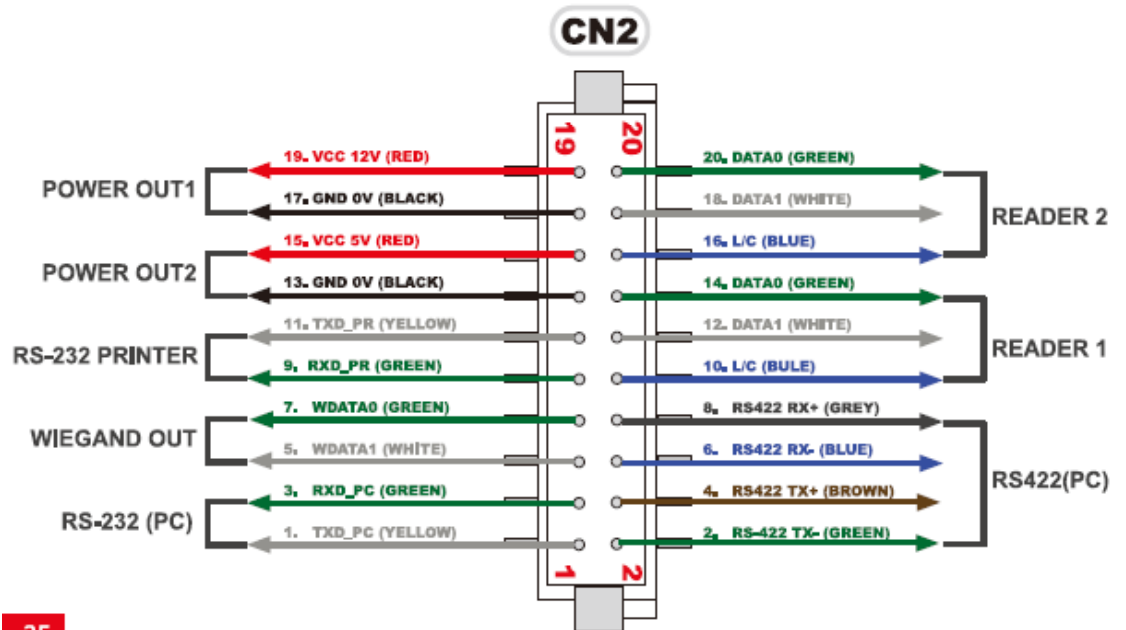 CN2
19 20
19. VCC 12V (RED)
17. GND 0V (BLACK)
POWER OUT1
15. VCC 5V (RED)
13. GND 0V (BLACK)
POWER OUT2
11. TXD_PR (YELLOW)
9. RXD_PR (GREEN)
RS-232 PRINTER
7. WDATA0 (GREEN)
5. WDATA1 (WHITE)
WIEGAND OUT
3. RXD_PC (GREEN)
1. TXD_PC (YELLOW)
RS-232 (PC)
20. DATA0 (GREEN)
18. DATA1 (WHITE)
16. L/C (BLUE)
READER 2
14. DATA0 (GREEN)
12. DATA1 (WHITE)
10. L/C (BULE)
READER 1
8. RS422 RX+ (GREY)
6. RS422 RX- (BLUE)
4. RS422 TX+ (BROWN)
2. RS-422 TX- (GREEN)
RS422(PC)
1 2